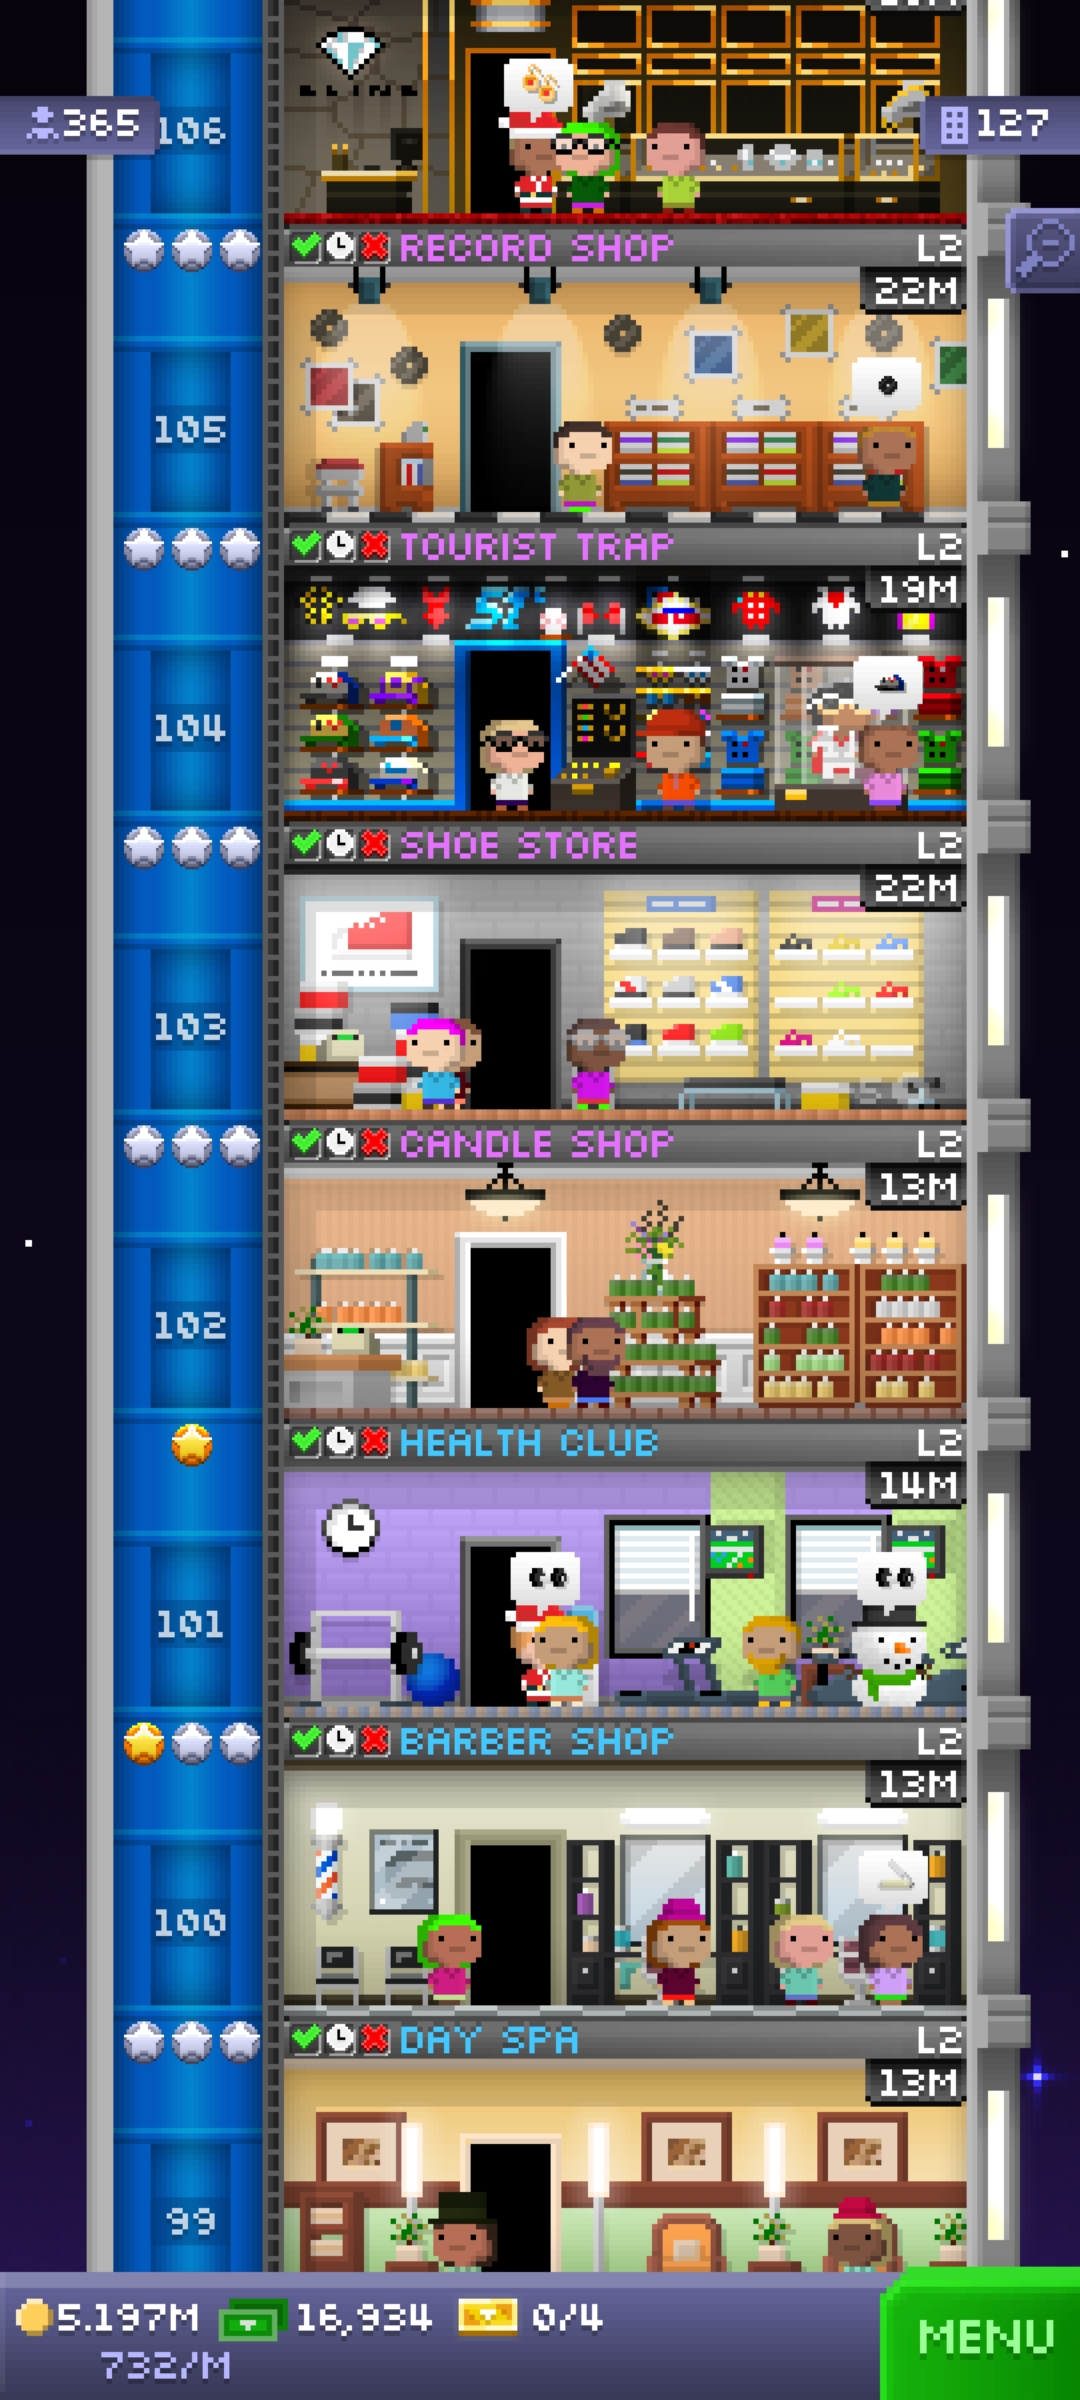 365
127
106
BLING
RECORD SHOP L2
22M
105
TOURIST TRAP L2
19M
104
SHOE STORE L2
22M
103
CANDLE SHOP L2
13M
102
HEALTH CLUB L2
14M
101
BARBER SHOP L2
13M
100
DAY SPA L2
13M
99
5.197M 16,934 0/4
732/M
MENU